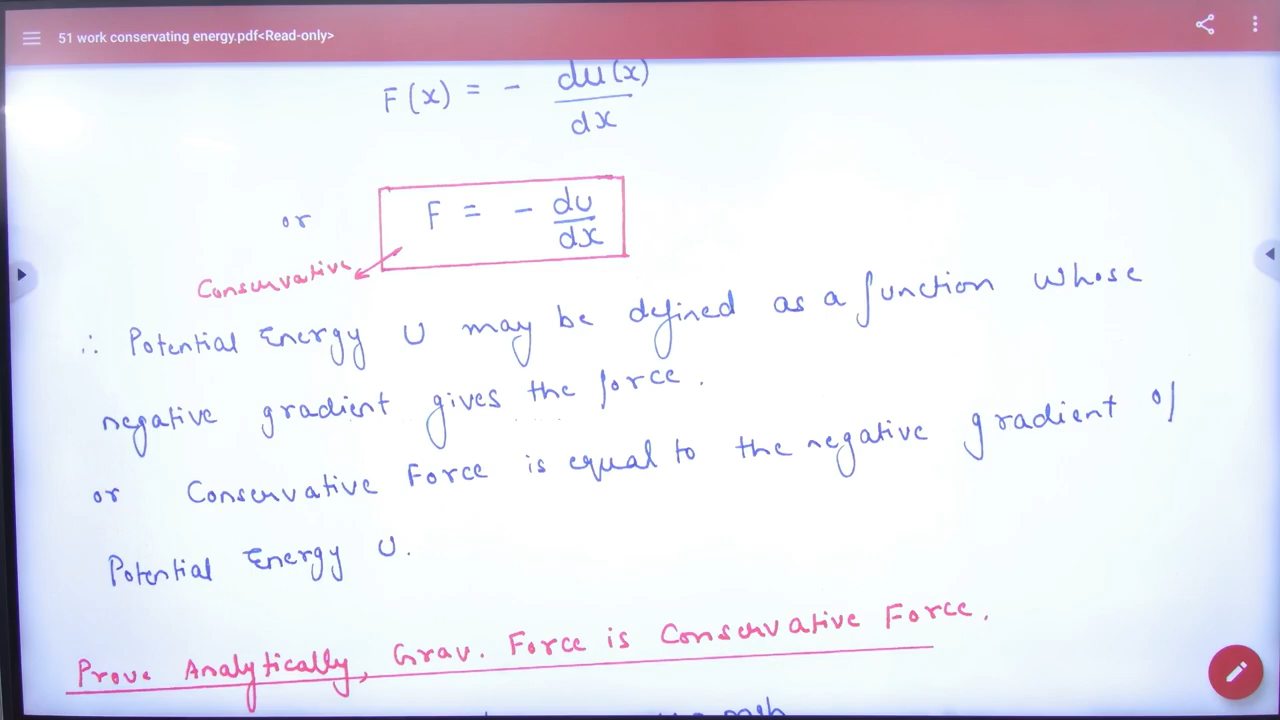 51 work conservating energy.pdf<Read-only>
F(x) = - du(x)/dx
or F = - du/dx
Conservative
∴ Potential Energy U may be defined as a function whose
negative gradient gives the force.
or Conservative Force is equal to the negative gradient of
Potential Energy U.
Prove Analytically, Grav. Force is Conservative Force.